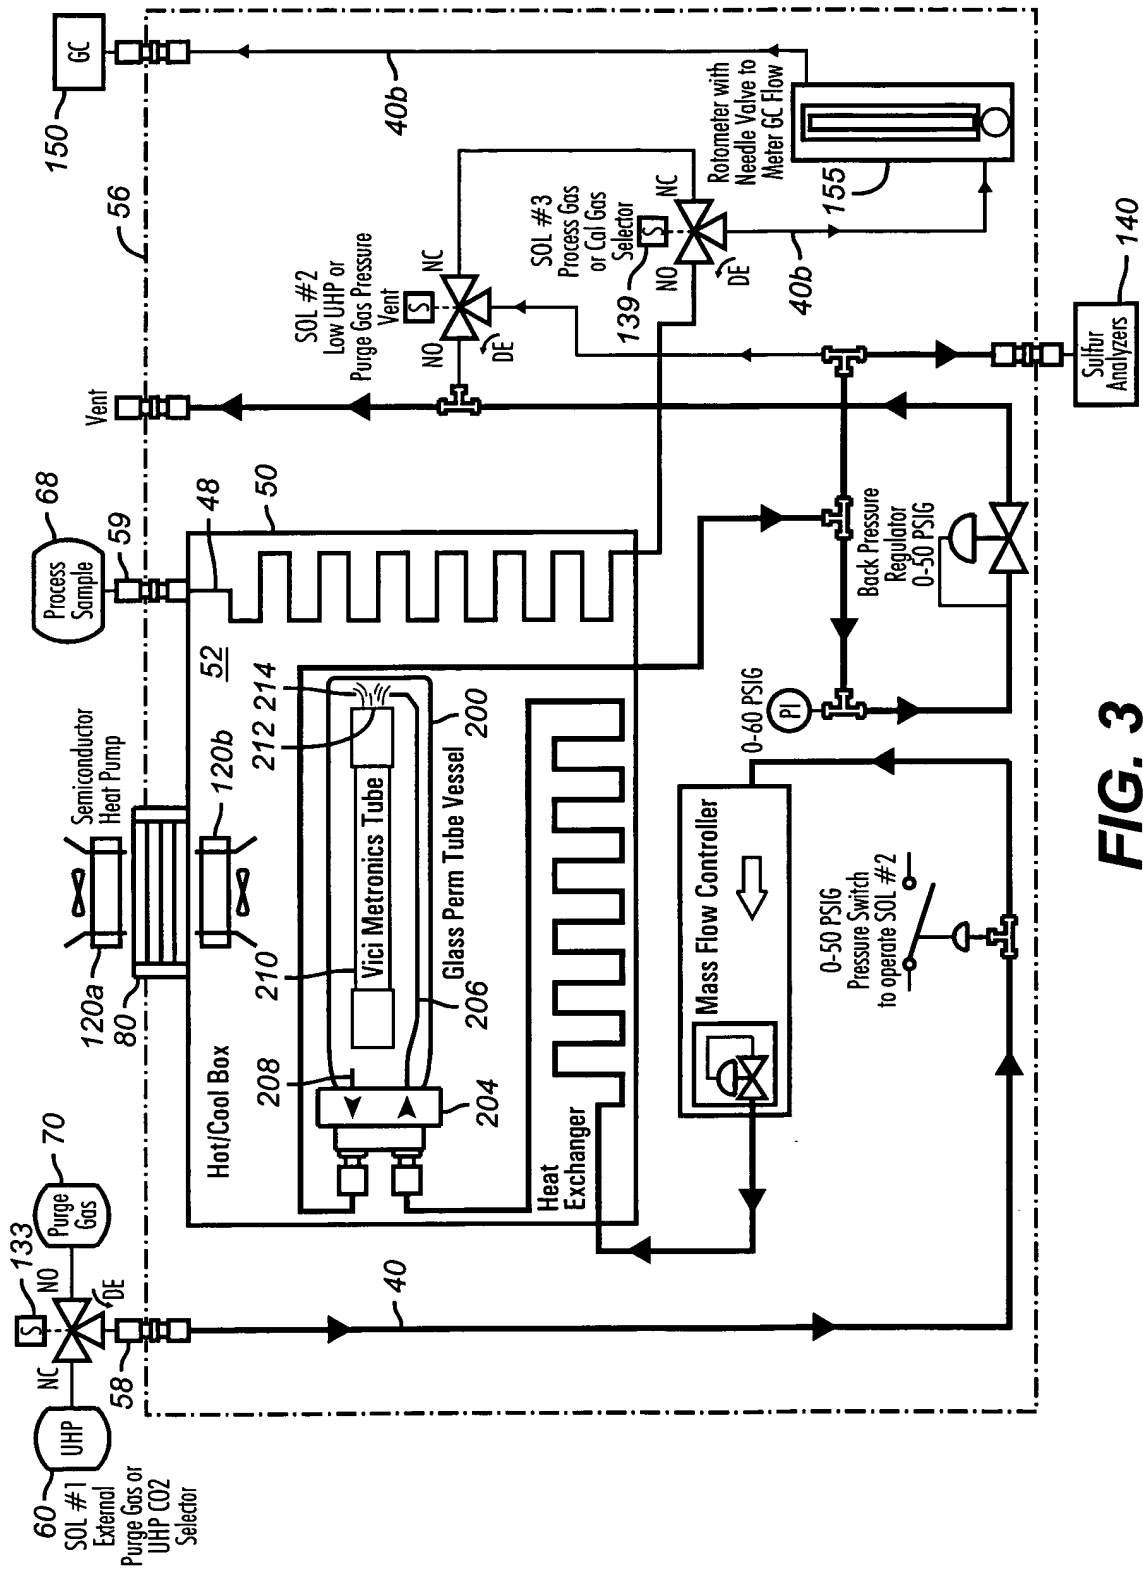 60
UHP
SOL #1
External
Purge Gas or
UHP CO2
Selector
NC
S
133
NO
DE
58
70
Purge
Gas
40
120a
80
Semiconductor
Heat Pump
120b
68
Process
Sample
59
48
50
Vent
56
150
GC
40b
Hot/Cool Box
52
208
210
Vici Metronics Tube
212
214
204
206
Glass Perm Tube Vessel
200
Heat
Exchanger
SOL #2
Low UHP or
Purge Gas Pressure
Vent
S
NO
NC
DE
SOL #3
Process Gas
or Cal Gas
Selector
139
S
NO
NC
DE
40b
Rotometer with
Needle Valve to
Meter GC Flow
155
Mass Flow Controller
0-60 PSIG
PI
Back Pressure
Regulator
0-50 PSIG
0-50 PSIG
Pressure Switch
to operate SOL #2
Sulfur
Analyzers
140
FIG. 3